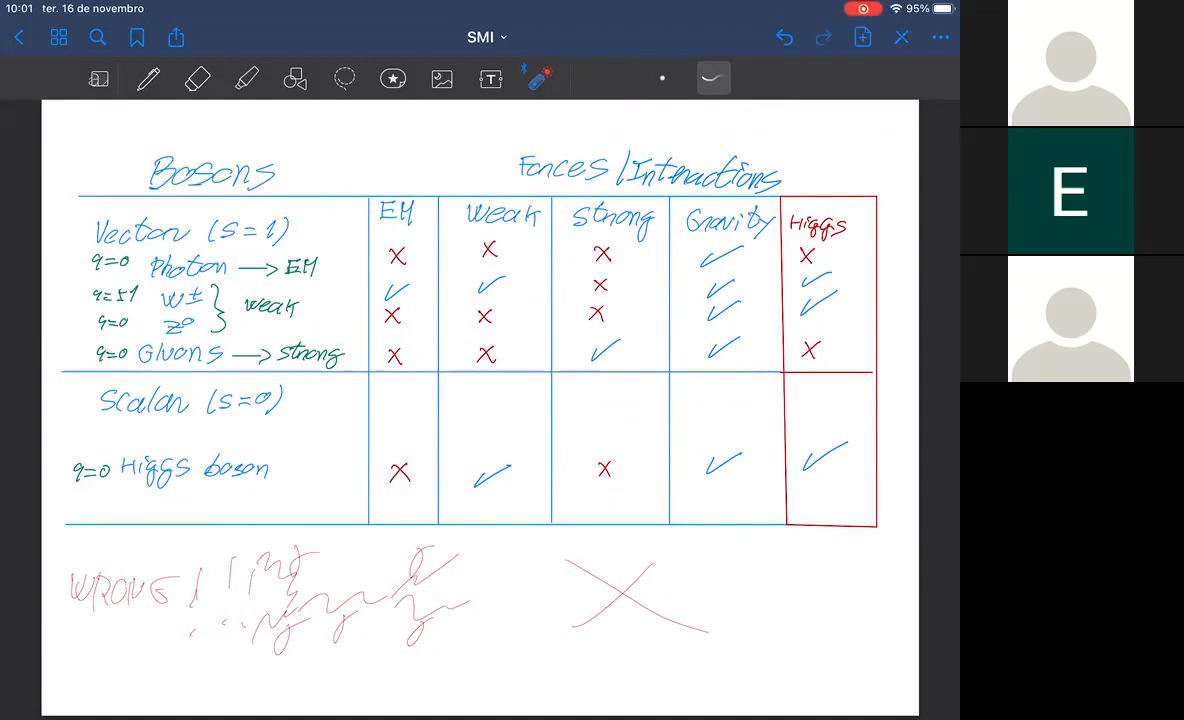 10:01 ter. 16 de novembro 95%
SMI
T
E
Bosons Forces/Interactions
EM Weak Strong Gravity Higgs
Vector (s=1)
q=0 Photon → EM X X X ✓ X
q=±1 W± ✓ ✓ X ✓ ✓
weak
q=0 Z⁰ X X X ✓ ✓
q=0 Gluons → strong X X ✓ ✓ X
Scalar (s=0)
q=0 Higgs boson X ✓ X ✓ ✓
WRONG!!!